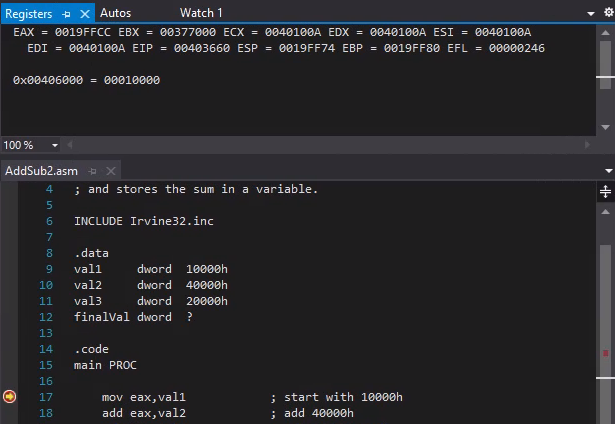 Registers Autos Watch 1
EAX = 0019FFCC EBX = 00377000 ECX = 0040100A EDX = 0040100A ESI = 0040100A
EDI = 0040100A EIP = 00403660 ESP = 0019FF74 EBP = 0019FF80 EFL = 00000246
0x00406000 = 00010000
100 %
AddSub2.asm
4 ; and stores the sum in a variable.
5
6 INCLUDE Irvine32.inc
7
8 .data
9 val1 dword 10000h
10 val2 dword 40000h
11 val3 dword 20000h
12 finalVal dword ?
13
14 .code
15 main PROC
16
17 mov eax,val1 ; start with 10000h
18 add eax,val2 ; add 40000h